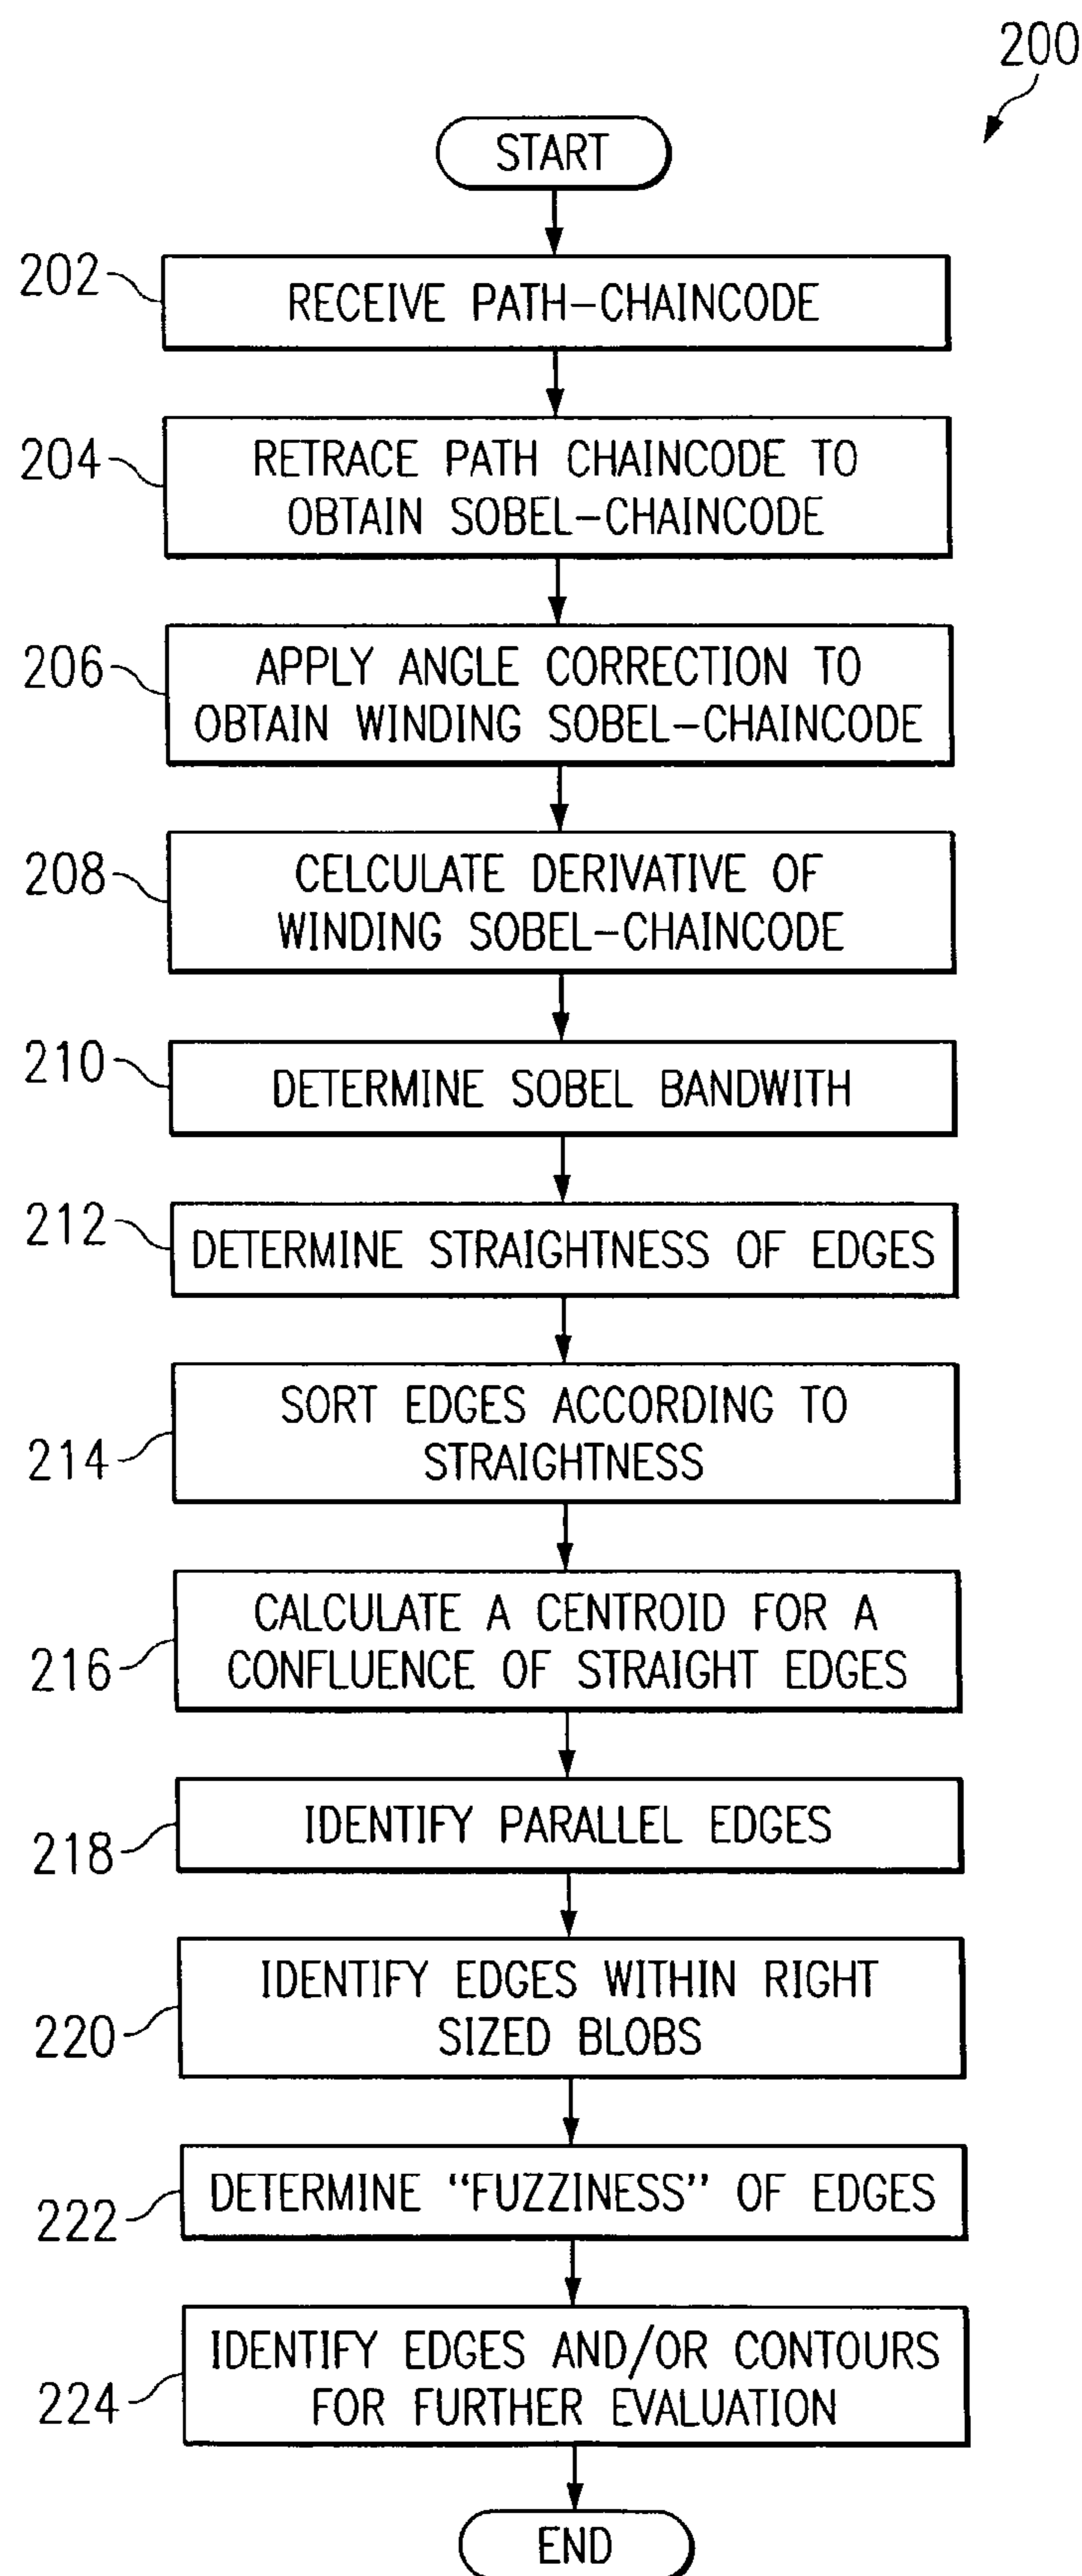 200
START
202
RECEIVE PATH-CHAINCODE
204
RETRACE PATH CHAINCODE TO
OBTAIN SOBEL-CHAINCODE
206
APPLY ANGLE CORRECTION TO
OBTAIN WINDING SOBEL-CHAINCODE
208
CELCULATE DERIVATIVE OF
WINDING SOBEL-CHAINCODE
210
DETERMINE SOBEL BANDWITH
212
DETERMINE STRAIGHTNESS OF EDGES
214
SORT EDGES ACCORDING TO
STRAIGHTNESS
216
CALCULATE A CENTROID FOR A
CONFLUENCE OF STRAIGHT EDGES
218
IDENTIFY PARALLEL EDGES
220
IDENTIFY EDGES WITHIN RIGHT
SIZED BLOBS
222
DETERMINE “FUZZINESS” OF EDGES
224
IDENTIFY EDGES AND/OR CONTOURS
FOR FURTHER EVALUATION
END